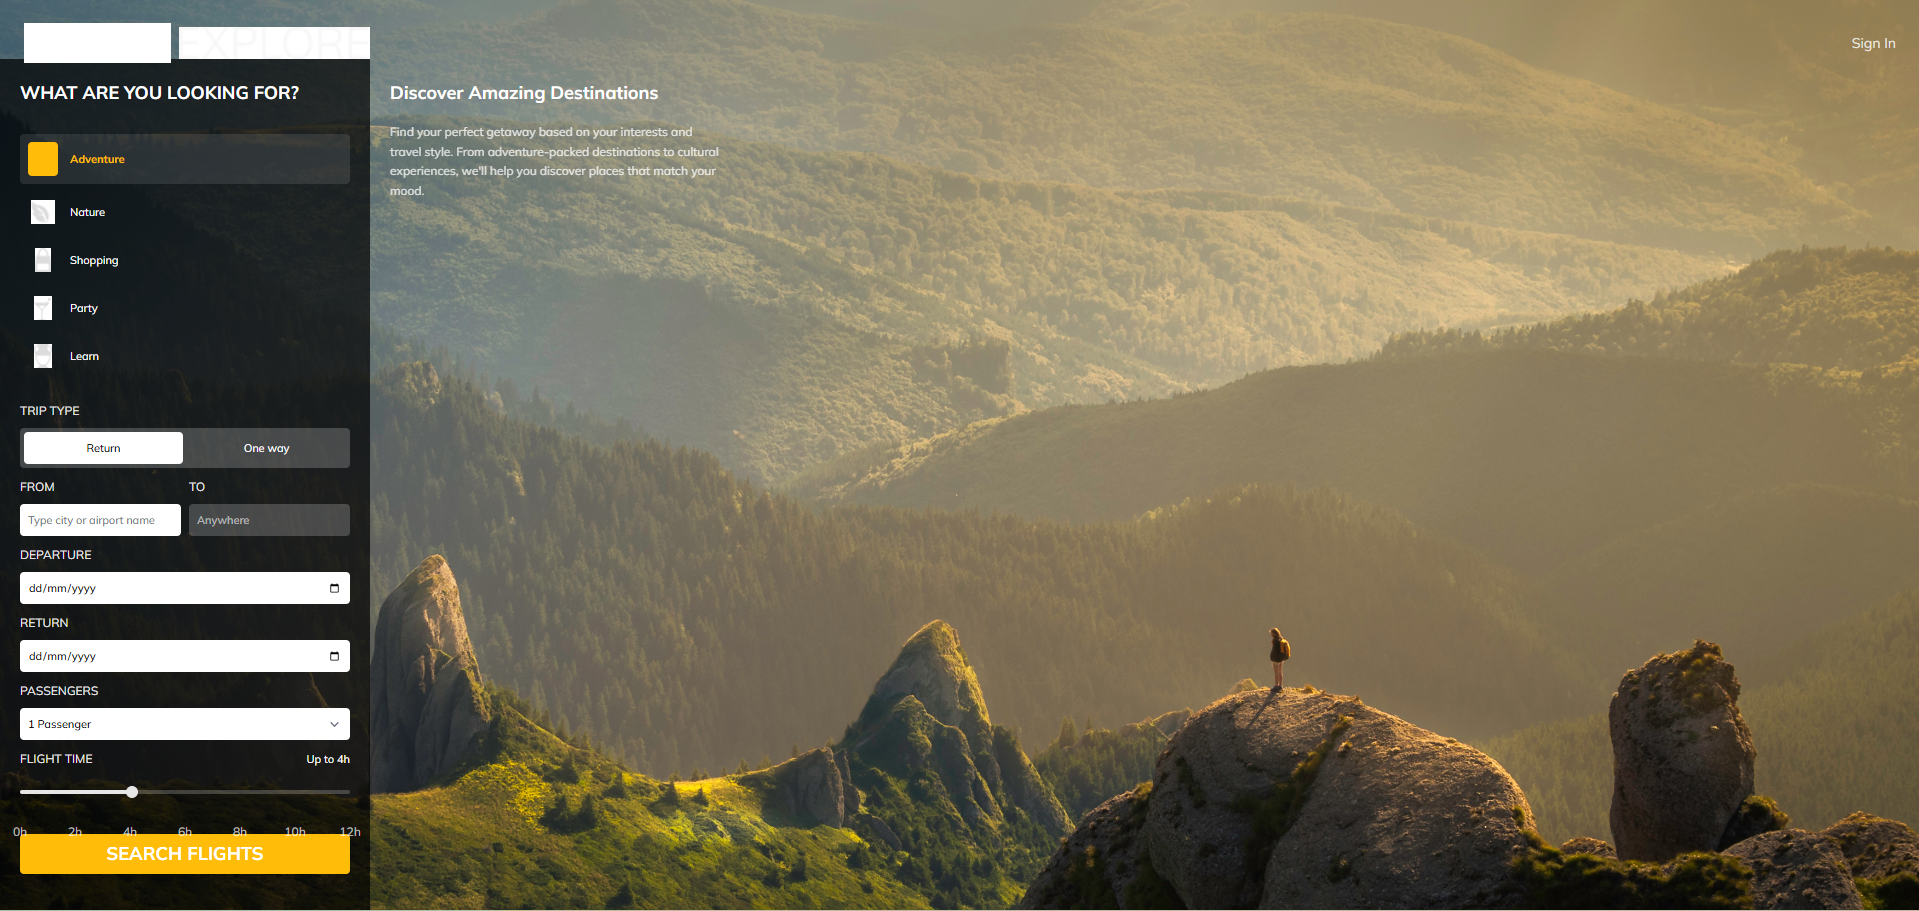 EXPLORE
Sign In
WHAT ARE YOU LOOKING FOR?
Adventure
Nature
Shopping
Party
Learn
TRIP TYPE
Return
One way
FROM
TO
Type city or airport name
Anywhere
DEPARTURE
dd/mm/yyyy
RETURN
dd/mm/yyyy
PASSENGERS
1 Passenger
FLIGHT TIME
Up to 4h
0h 2h 4h 6h 8h 10h 12h
SEARCH FLIGHTS
Discover Amazing Destinations
Find your perfect getaway based on your interests and
travel style. From adventure-packed destinations to cultural
experiences, we'll help you discover places that match your
mood.